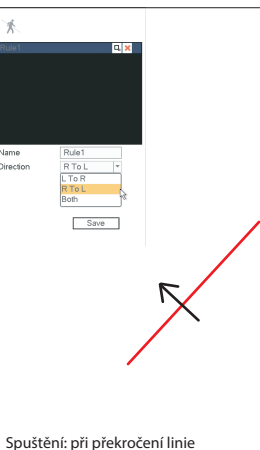 Rule1
Name Rule1
Direction R To L
L To R
R To L
Both
Save
Spuštění: při překročení linie